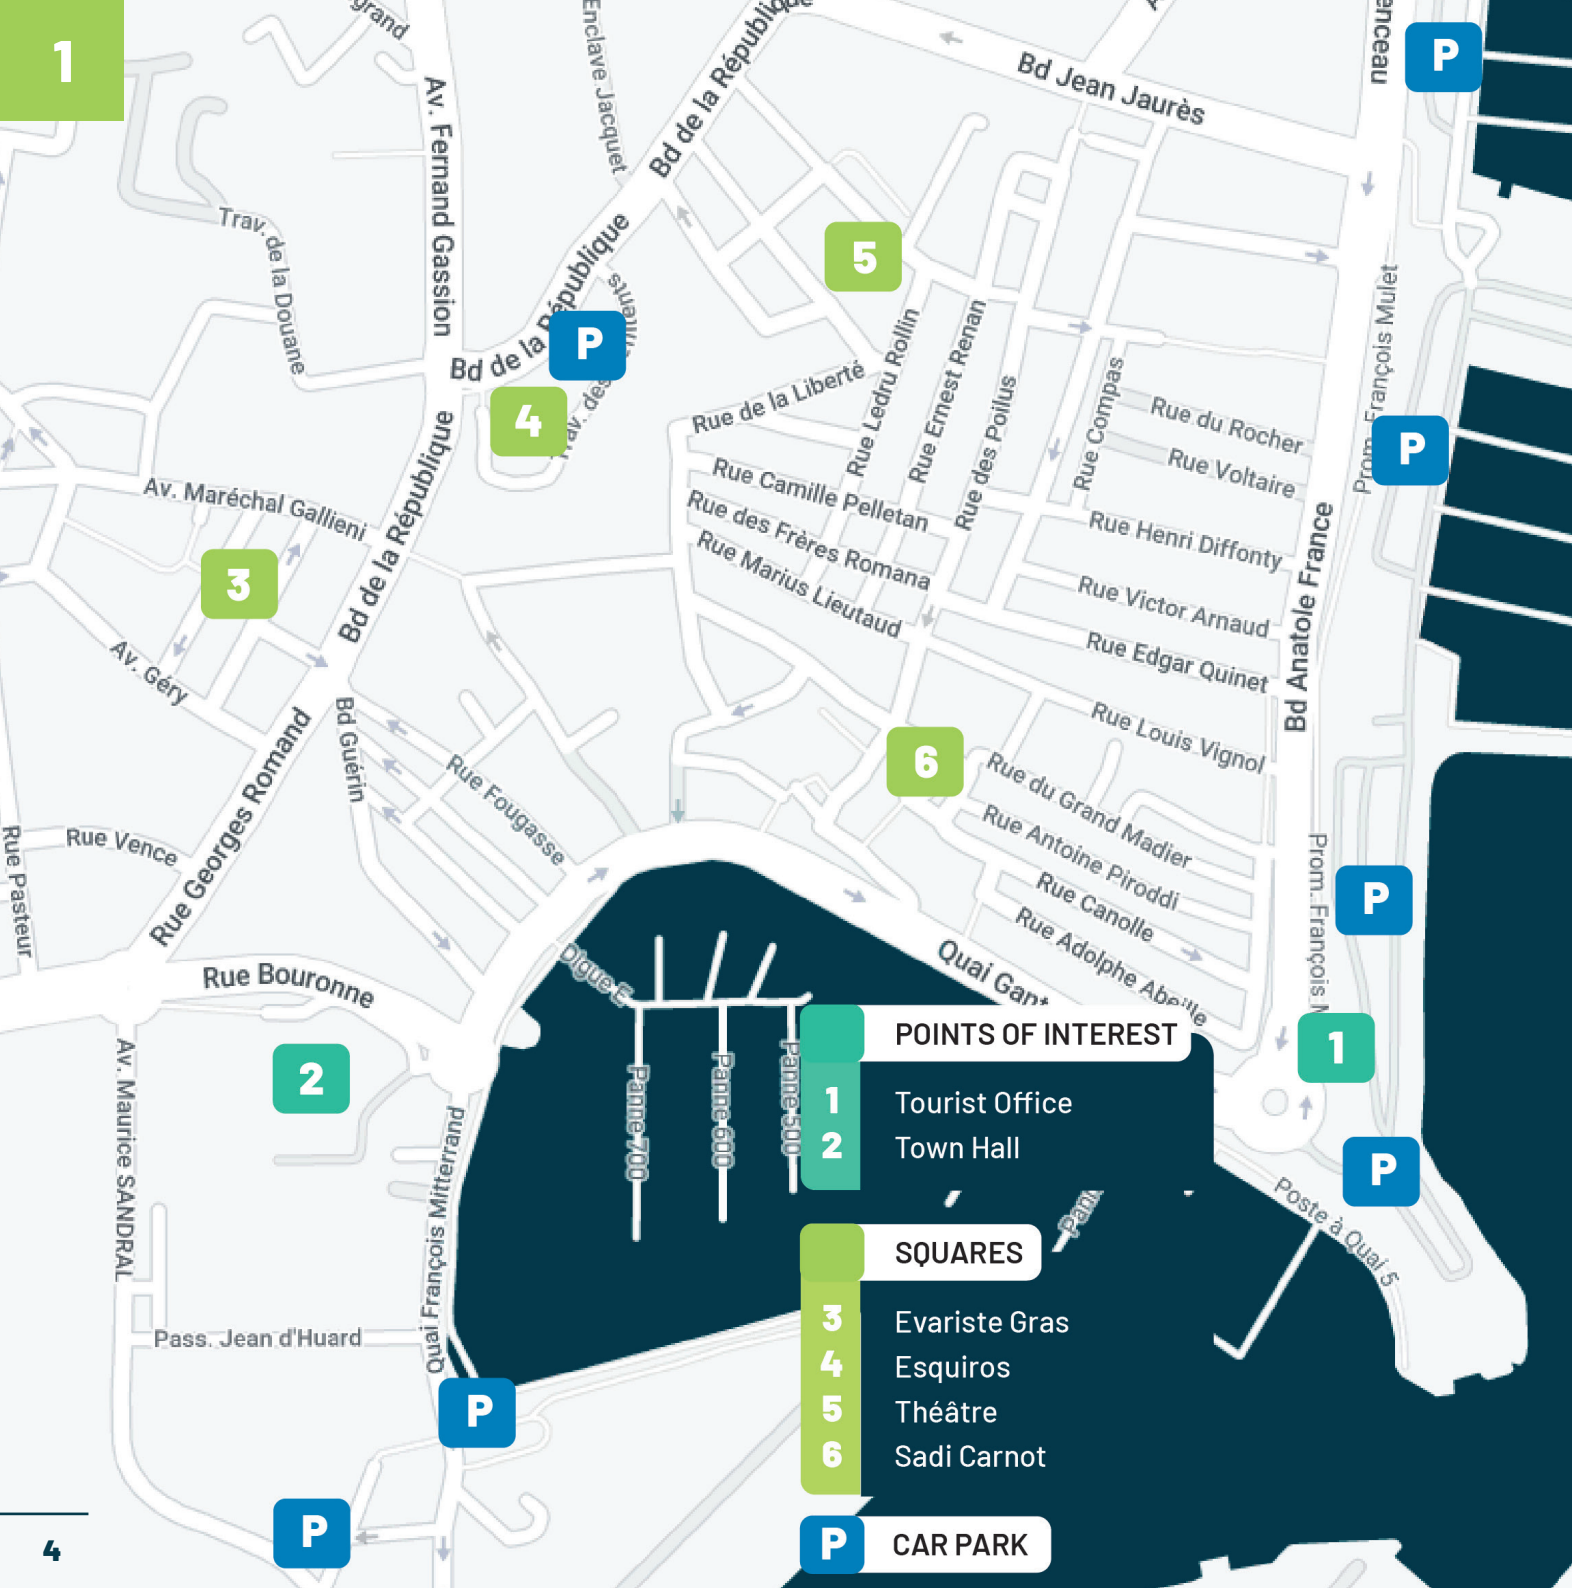 1
Av. Fernand Gassion
Enclave Jacquet
Bd de la République
Bd Jean Jaurès
P
Trav. de la Douane
Bd de la République
5
Prom. François Mulet
P
Bd de la République
4
Rue de la Liberté
Rue Ledru Rollin
Rue Ernest Renan
Rue des Poilus
Rue Compas
Rue du Rocher
Rue Voltaire
P
Av. Maréchal Gallieni
Bd de la République
Rue Camille Pelletan
Rue des Frères Romana
Rue Marius Lieutaud
Rue Henri Diffonty
Rue Victor Arnaud
Rue Edgar Quinet
Bd Anatole France
3
Av. Géry
Bd Guérin
Rue Georges Romand
Rue Fougasse
6
Rue Louis Vignol
Rue du Grand Madier
Rue Antoine Piroddi
Rue Canolle
Rue Adolphe Abeille
Rue Vence
Rue Pasteur
Prom. François
P
Rue Bouronne
Digue E
Quai Gant
2
1
Panne 700
Panne 600
Panne 500
Av. Maurice SANDRAL
Quai François Mitterrand
Pass. Jean d'Huard
P
Poste à Quai 5
POINTS OF INTEREST
1 Tourist Office
2 Town Hall
SQUARES
3 Evariste Gras
4 Esquiros
5 Théâtre
6 Sadi Carnot
P
P
P CAR PARK
4